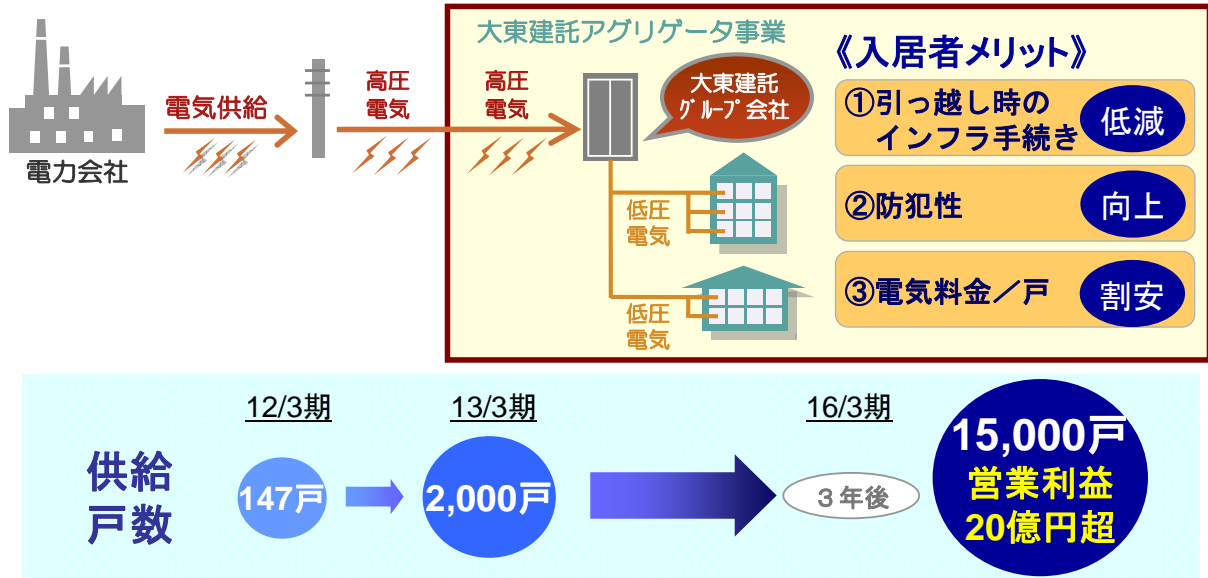 大東建託アグリゲータ事業
電気供給
電力会社
高圧
電気
高圧
電気
大東建託
グループ会社
低圧
電気
低圧
電気
《入居者メリット》
①引っ越し時の
インフラ手続き
低減
②防犯性
向上
③電気料金／戸
割安
供給
戸数
12/3期
147戸
13/3期
2,000戸
16/3期
３年後
15,000戸
営業利益
20億円超